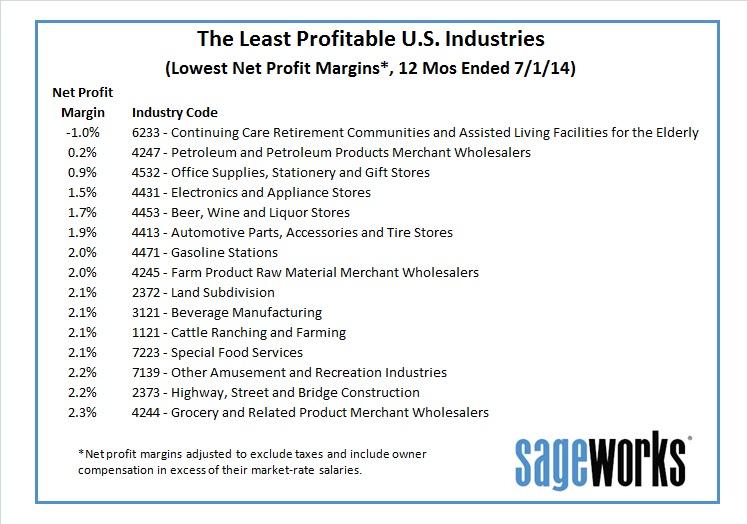 The Least Profitable U.S. Industries
(Lowest Net Profit Margins*, 12 Mos Ended 7/1/14)
Net Profit
Margin Industry Code
-1.0% 6233 - Continuing Care Retirement Communities and Assisted Living Facilities for the Elderly
0.2% 4247 - Petroleum and Petroleum Products Merchant Wholesalers
0.9% 4532 - Office Supplies, Stationery and Gift Stores
1.5% 4431 - Electronics and Appliance Stores
1.7% 4453 - Beer, Wine and Liquor Stores
1.9% 4413 - Automotive Parts, Accessories and Tire Stores
2.0% 4471 - Gasoline Stations
2.0% 4245 - Farm Product Raw Material Merchant Wholesalers
2.1% 2372 - Land Subdivision
2.1% 3121 - Beverage Manufacturing
2.1% 1121 - Cattle Ranching and Farming
2.1% 7223 - Special Food Services
2.2% 7139 - Other Amusement and Recreation Industries
2.2% 2373 - Highway, Street and Bridge Construction
2.3% 4244 - Grocery and Related Product Merchant Wholesalers
*Net profit margins adjusted to exclude taxes and include owner
compensation in excess of their market-rate salaries.
sageworks